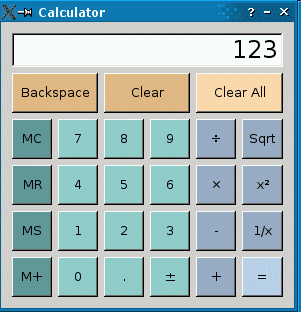 Calculator ? – ×
123
Backspace Clear Clear All
MC 7 8 9 ÷ Sqrt
MR 4 5 6 × x²
MS 1 2 3 - 1/x
M+ 0 . ± + =